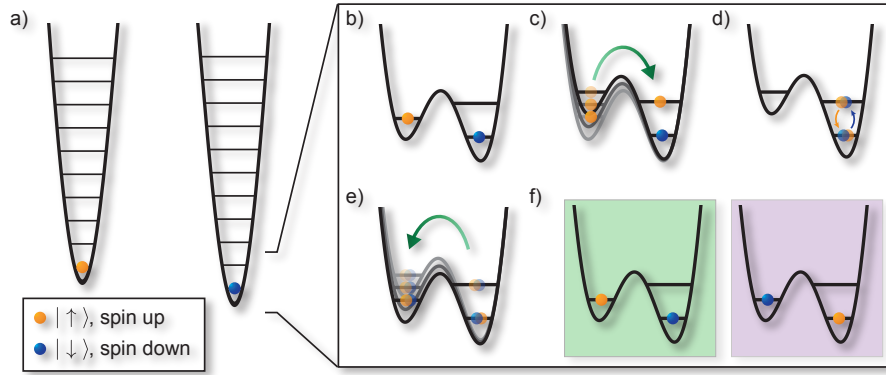 a)
b)
c)
d)
e)
f)
| ↑ ⟩, spin up
| ↓ ⟩, spin down